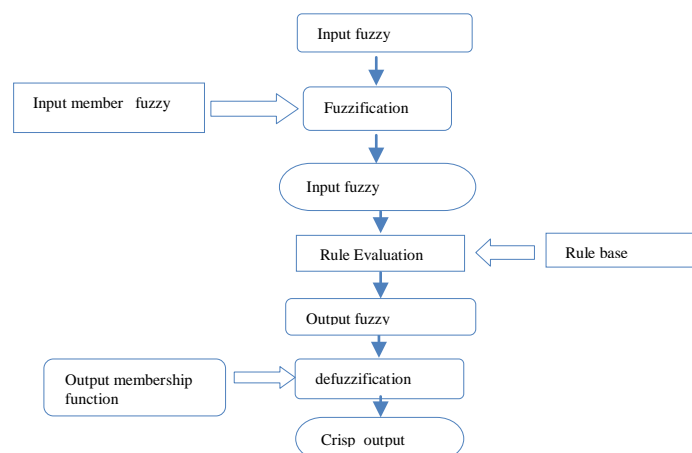 Input fuzzy
Input member fuzzy
Fuzzification
Input fuzzy
Rule Evaluation
Rule base
Output fuzzy
Output membership
function
defuzzification
Crisp output